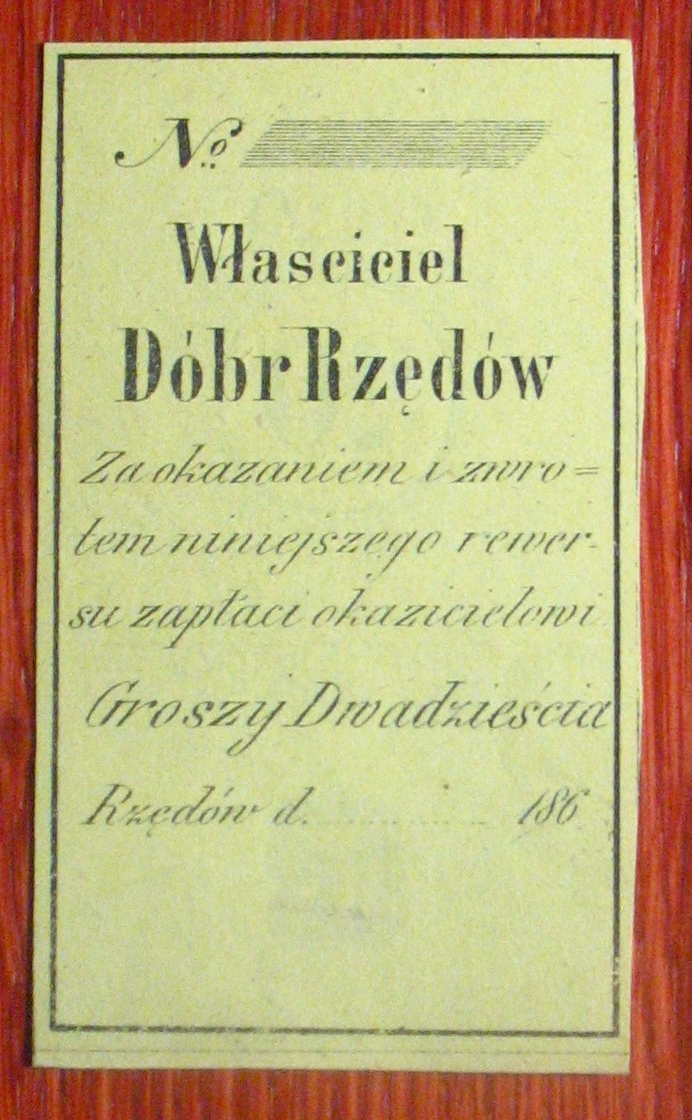 No.
Własciciel
Dóbr Rzędów
Za okazaniem i zwro=
tem niniejszego rewer-
su zapłaci okazicielowi
Groszy Dwadzieścia
Rzędów d. 186